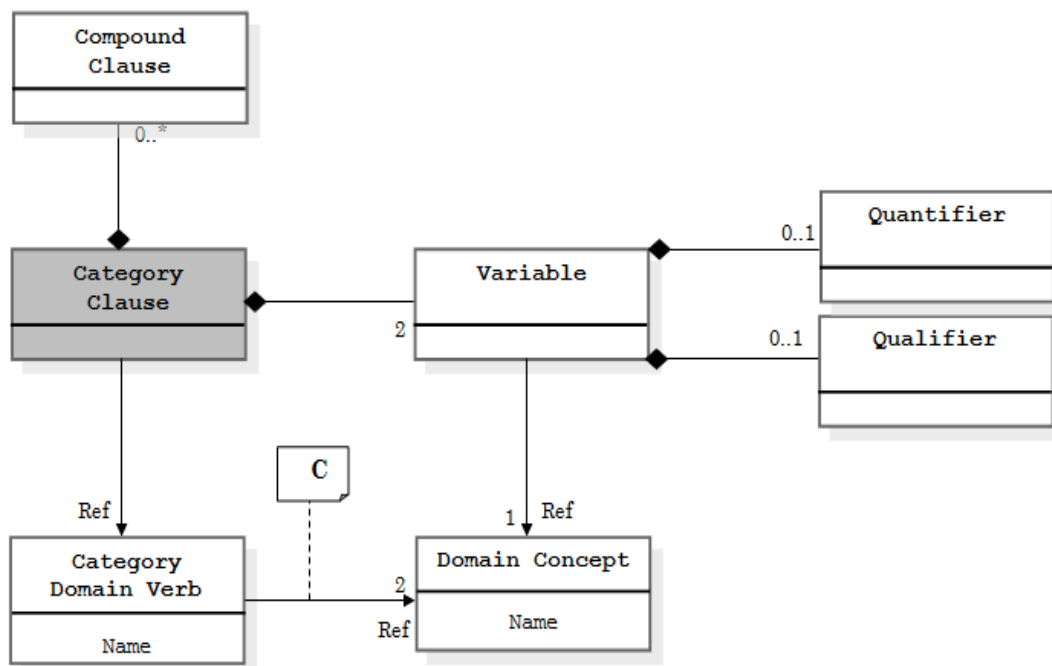 Compound
Clause
0..*
Quantifier
0..1
Category
Clause
Variable
2
0..1
Qualifier
C
Ref
1
Ref
Category
Domain Verb
Name
2
Ref
Domain Concept
Name